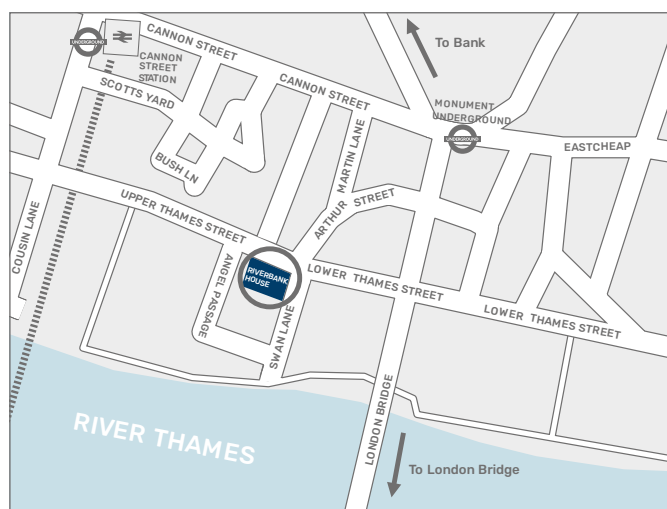 UNDERGROUND
CANNON STREET
CANNON
STREET
STATION
To Bank
SCOTTS YARD
CANNON STREET
MONUMENT
UNDERGROUND
UNDERGROUND
EASTCHEAP
BUSH LN
MARTIN LANE
UPPER THAMES STREET
ARTHUR STREET
COUSIN LANE
ANGEL PASSAGE
RIVERBANK
HOUSE
LOWER THAMES STREET
LOWER THAMES STREET
SWAN LANE
LONDON BRIDGE
RIVER THAMES
To London Bridge